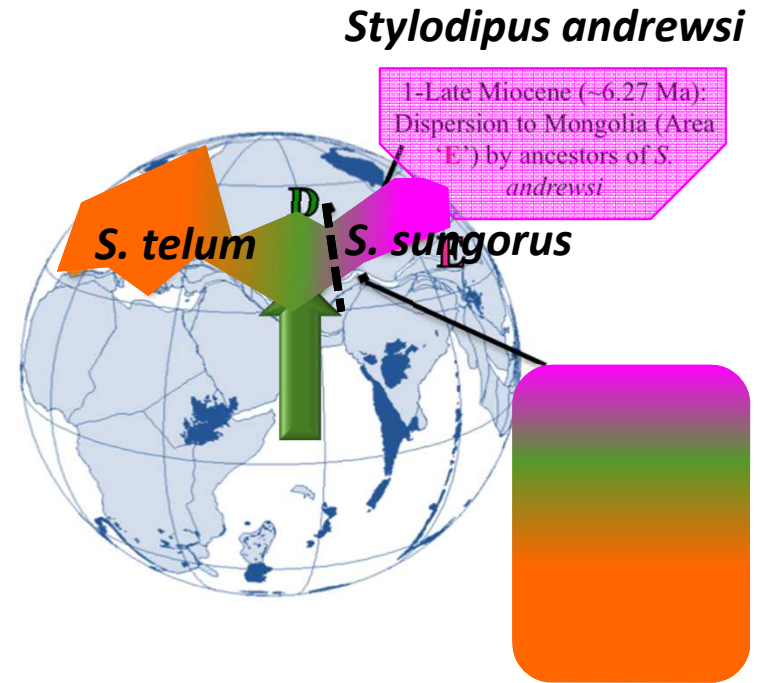 Stylodipus andrewsi
1-Late Miocene (~6.27 Ma):
Dispersion to Mongolia (Area
‘E’) by ancestors of S.
andrewsi
D
S. telum
S. sungorus
E